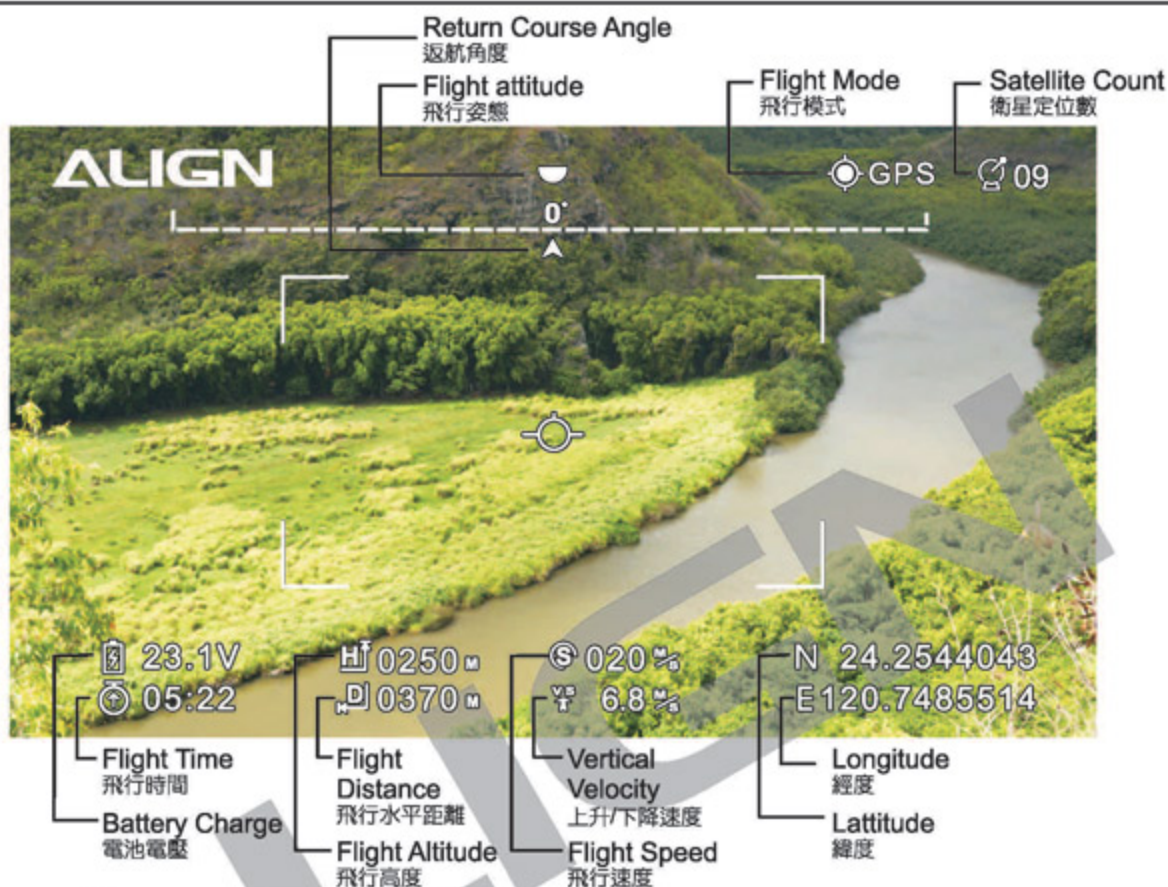 Return Course Angle
返航角度
Flight attitude
飛行姿態
Flight Mode
飛行模式
Satellite Count
衛星定位數
ALIGN
GPS
09
0°
23.1V
H 0250 M
S 020 M/S
N 24.2544043
05:22
D 0370 M
VS 6.8 M/S
E120.7485514
Flight Time
飛行時間
Battery Charge
電池電壓
Flight
Distance
飛行水平距離
Flight Altitude
飛行高度
Vertical
Velocity
上升/下降速度
Flight Speed
飛行速度
Longitude
經度
Lattitude
緯度